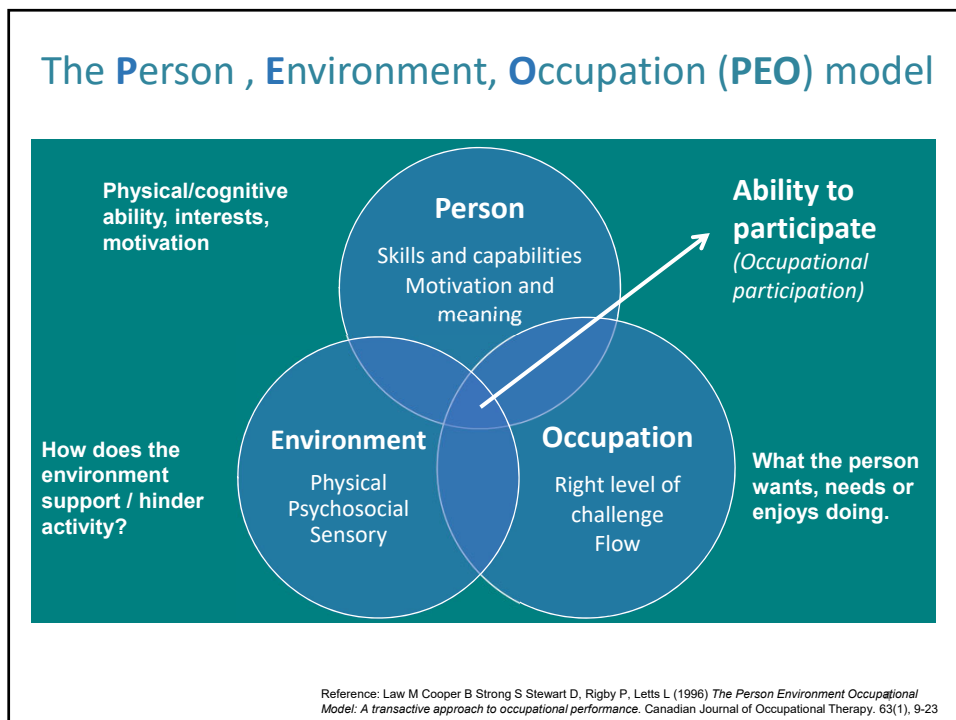 The Person , Environment, Occupation (PEO) model
Physical/cognitive
ability, interests,
motivation
Person
Skills and capabilities
Motivation and
meaning
Ability to
participate
(Occupational
participation)
How does the
environment
support / hinder
activity?
Environment
Physical
Psychosocial
Sensory
Occupation
Right level of
challenge
Flow
What the person
wants, needs or
enjoys doing.
Reference: Law M Cooper B Strong S Stewart D, Rigby P, Letts L (1996) The Person Environment Occupational
Model: A transactive approach to occupational performance. Canadian Journal of Occupational Therapy. 63(1), 9-23